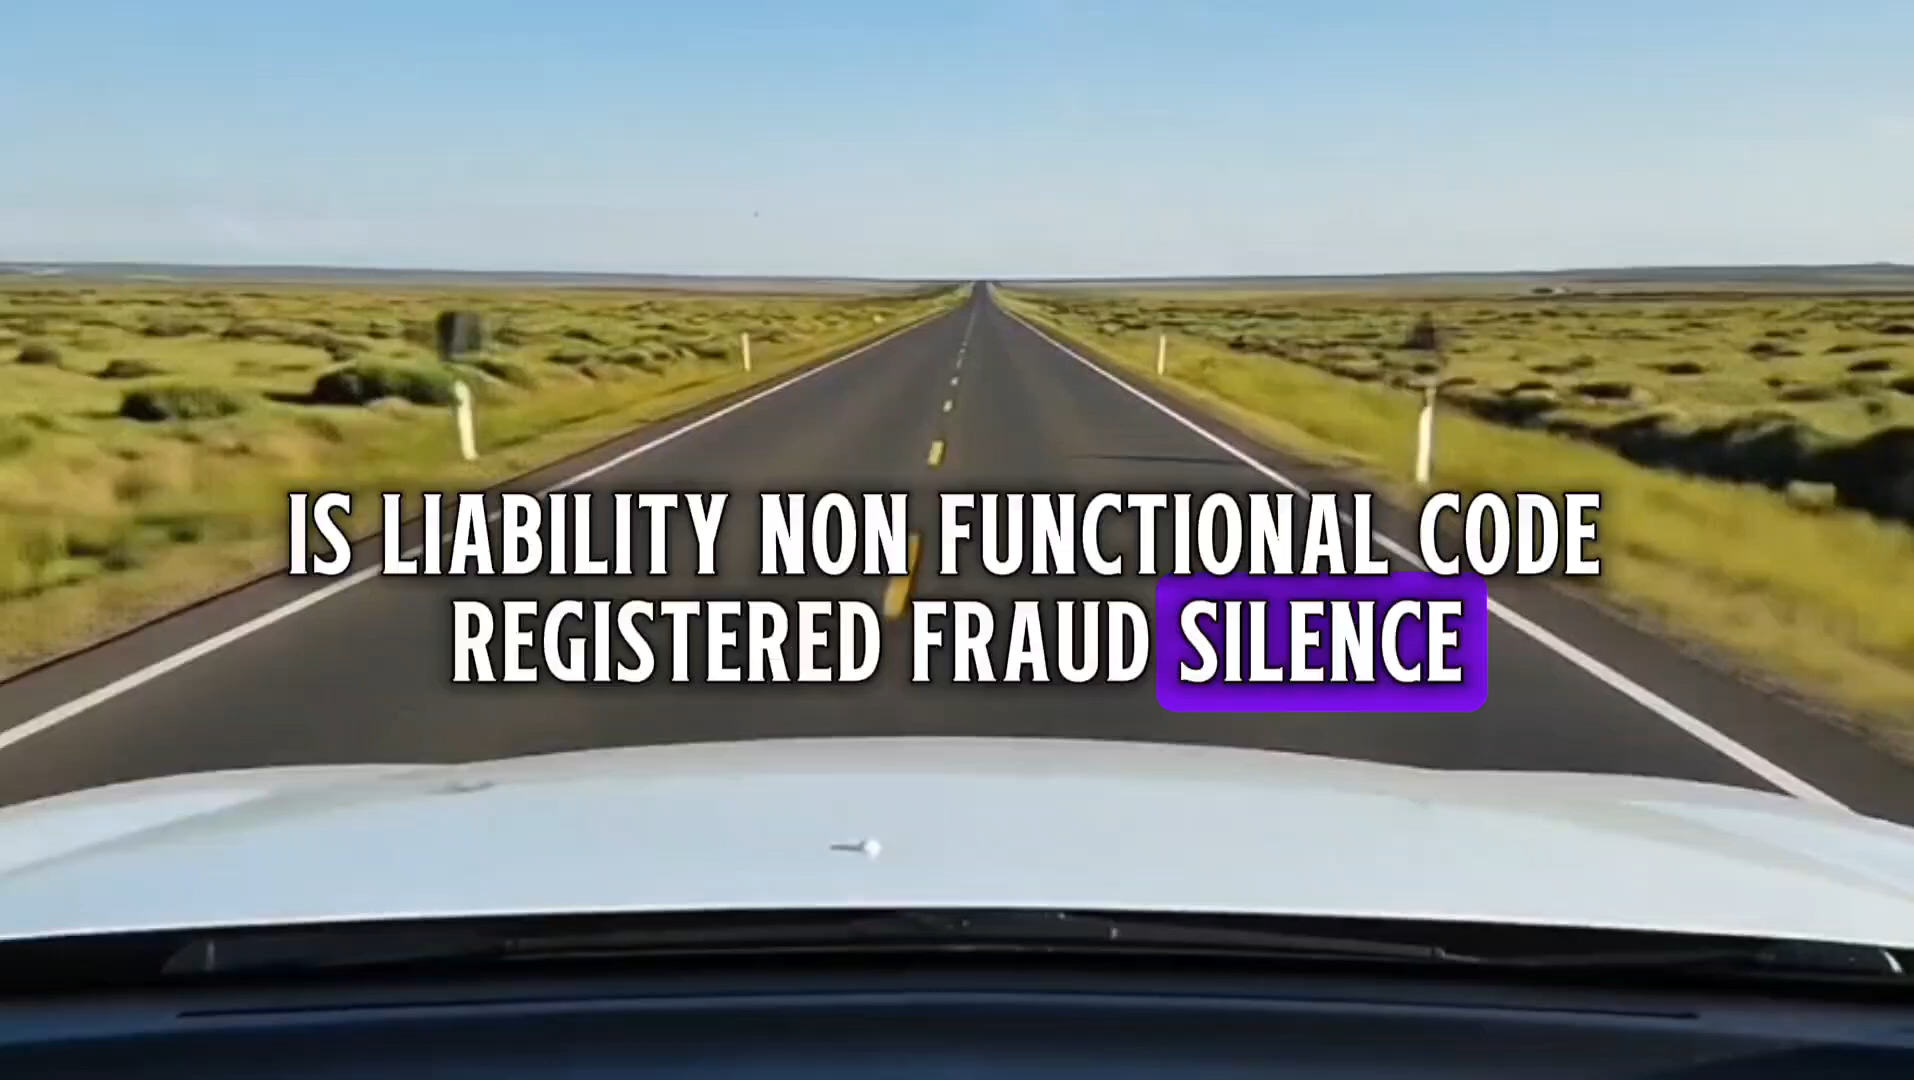 IS LIABILITY NON FUNCTIONAL CODE
REGISTERED FRAUD SILENCE